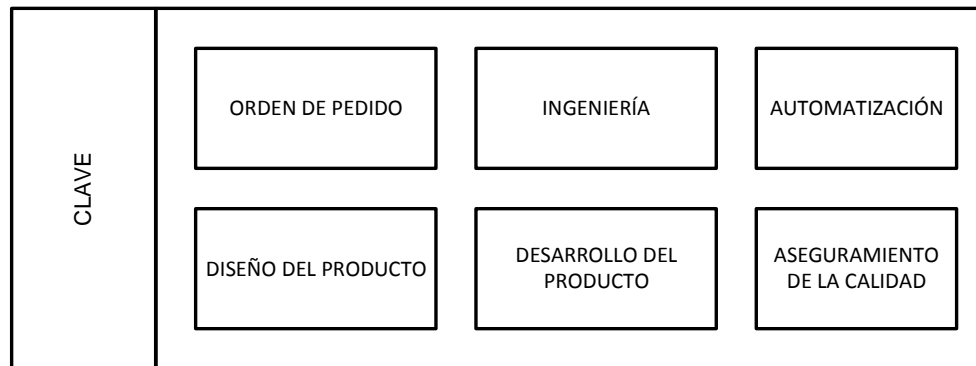 CLAVE
ORDEN DE PEDIDO
INGENIERÍA
AUTOMATIZACIÓN
DISEÑO DEL PRODUCTO
DESARROLLO DEL
PRODUCTO
ASEGURAMIENTO
DE LA CALIDAD